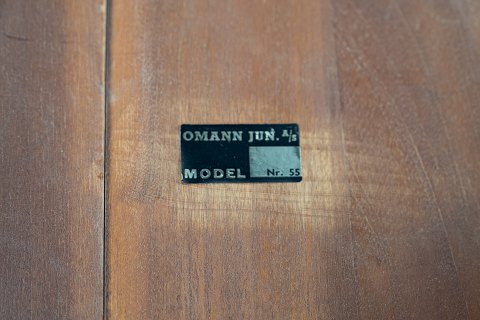 OMANN JUN. A/S
MODEL Nr. 55